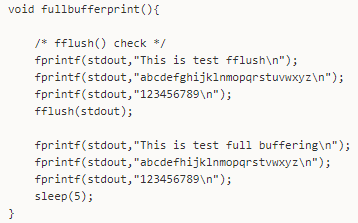 void fullbufferprint(){
/* fflush() check */
fprintf(stdout,"This is test fflush\n");
fprintf(stdout,"abcdefghijklnmopqrstuvwxyz\n");
fprintf(stdout,"123456789\n");
fflush(stdout);
fprintf(stdout,"This is test full buffering\n");
fprintf(stdout,"abcdefhijklnmopqrstvwxyz\n");
fprintf(stdout,"123456789\n");
sleep(5);
}